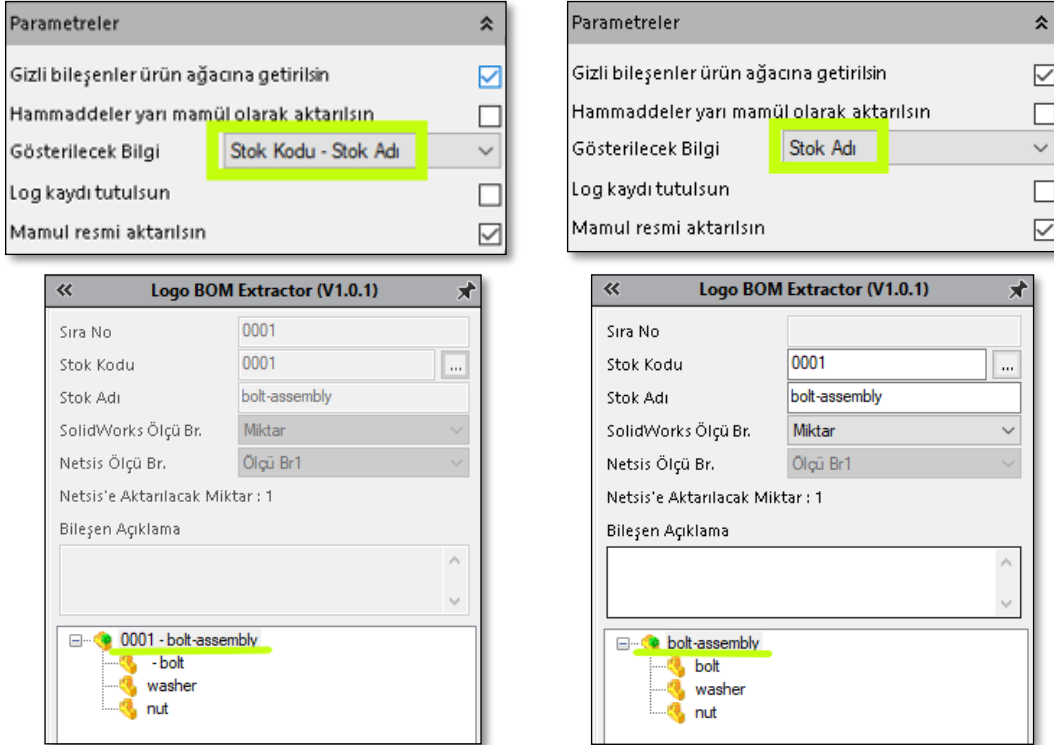 Parametreler
Gizli bileşenler ürün ağacına getirilsin
Hammaddeler yarı mamül olarak aktarılsın
Gösterilecek Bilgi Stok Kodu - Stok Adı
Log kaydı tutulsun
Mamul resmi aktarılsın
Parametreler
Gizli bileşenler ürün ağacına getirilsin
Hammaddeler yarı mamül olarak aktarılsın
Gösterilecek Bilgi Stok Adı
Log kaydı tutulsun
Mamul resmi aktarılsın
Logo BOM Extractor (V1.0.1)
Sıra No 0001
Stok Kodu 0001 ...
Stok Adı bolt-assembly
SolidWorks Ölçü Br. Miktar
Netsis Ölçü Br. Ölçü Br1
Netsis'e Aktarılacak Miktar : 1
Bileşen Açıklama
0001 - bolt-assembly
- bolt
washer
nut
Logo BOM Extractor (V1.0.1)
Sıra No
Stok Kodu 0001 ...
Stok Adı bolt-assembly
SolidWorks Ölçü Br. Miktar
Netsis Ölçü Br. Ölçü Br1
Netsis'e Aktarılacak Miktar : 1
Bileşen Açıklama
bolt-assembly
bolt
washer
nut